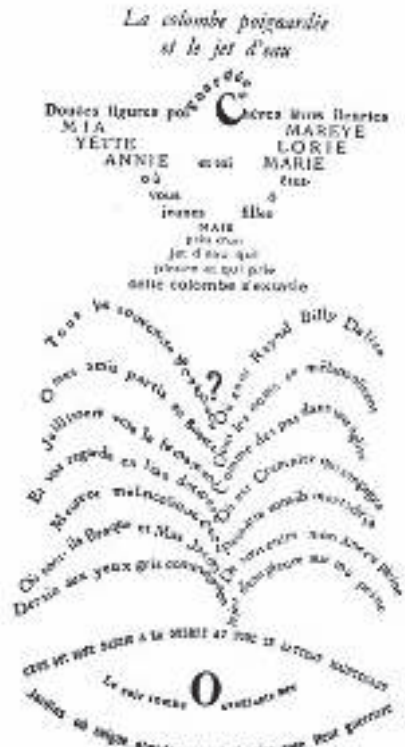 La colombe poignardée
et le jet d'eau
Douces figures poignardées
Chères lèvres fleuries
MIA MAREYE
YETTE LORIE
ANNIE et toi MARIE
où êtes-
vous ô
jeunes filles
MAIS
près d'un
jet d'eau qui
pleure et qui prie
cette colombe s'extasie
Tous les souvenirs
O mes amis partis en guerre
Jaillissent vers le firmament
Et vos regards en l'eau
Meurent mélancoliquement
Où sont-ils Braque et Max Jacob
Derain aux yeux gris comme
?
Où sont Raynal Billy Dalize
Dont les noms se mélancolisent
Comme des pas dans une église
Où est Cremnitz qui s'engagea
Peut-être sont-ils morts déjà
De souvenirs mon âme est pleine
Le jet d'eau pleure sur ma peine
CEUX QUI SONT PARTIS A LA GUERRE AU NORD SE BATTENT MAINTENANT
Le soir tombe O sanglante mer
Jardins où saigne
guerrière